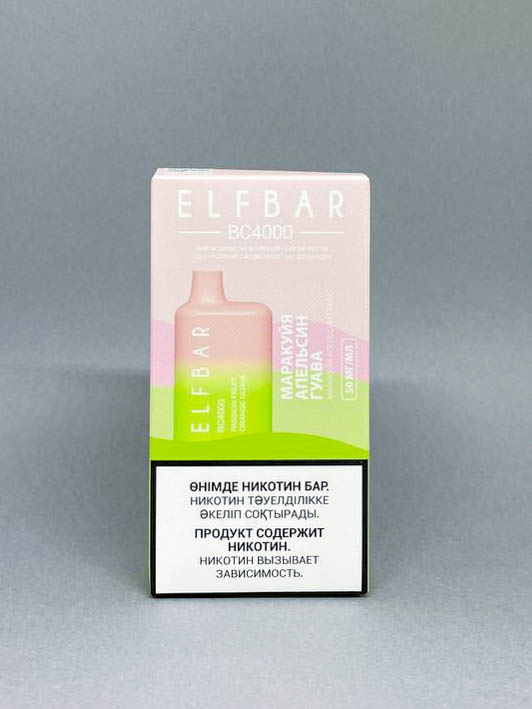 ELFBAR
BC4000
ELFBAR
BC4000
PASSION FRUIT
ORANGE GUAVA
МАРАКУЙЯ
АПЕЛЬСИН
ГУАВА
50 МГ/МЛ
ӨНІМДЕ НИКОТИН БАР.
НИКОТИН ТӘУЕЛДІЛІККЕ
ӘКЕЛІП СОҚТЫРАДЫ.
ПРОДУКТ СОДЕРЖИТ
НИКОТИН.
НИКОТИН ВЫЗЫВАЕТ
ЗАВИСИМОСТЬ.